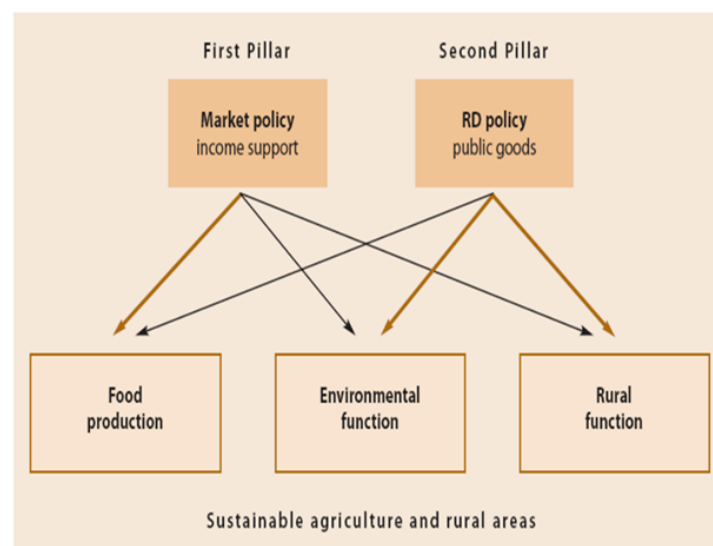 First Pillar
Second Pillar
Market policy
income support
RD policy
public goods
Food
production
Environmental
function
Rural
function
Sustainable agriculture and rural areas